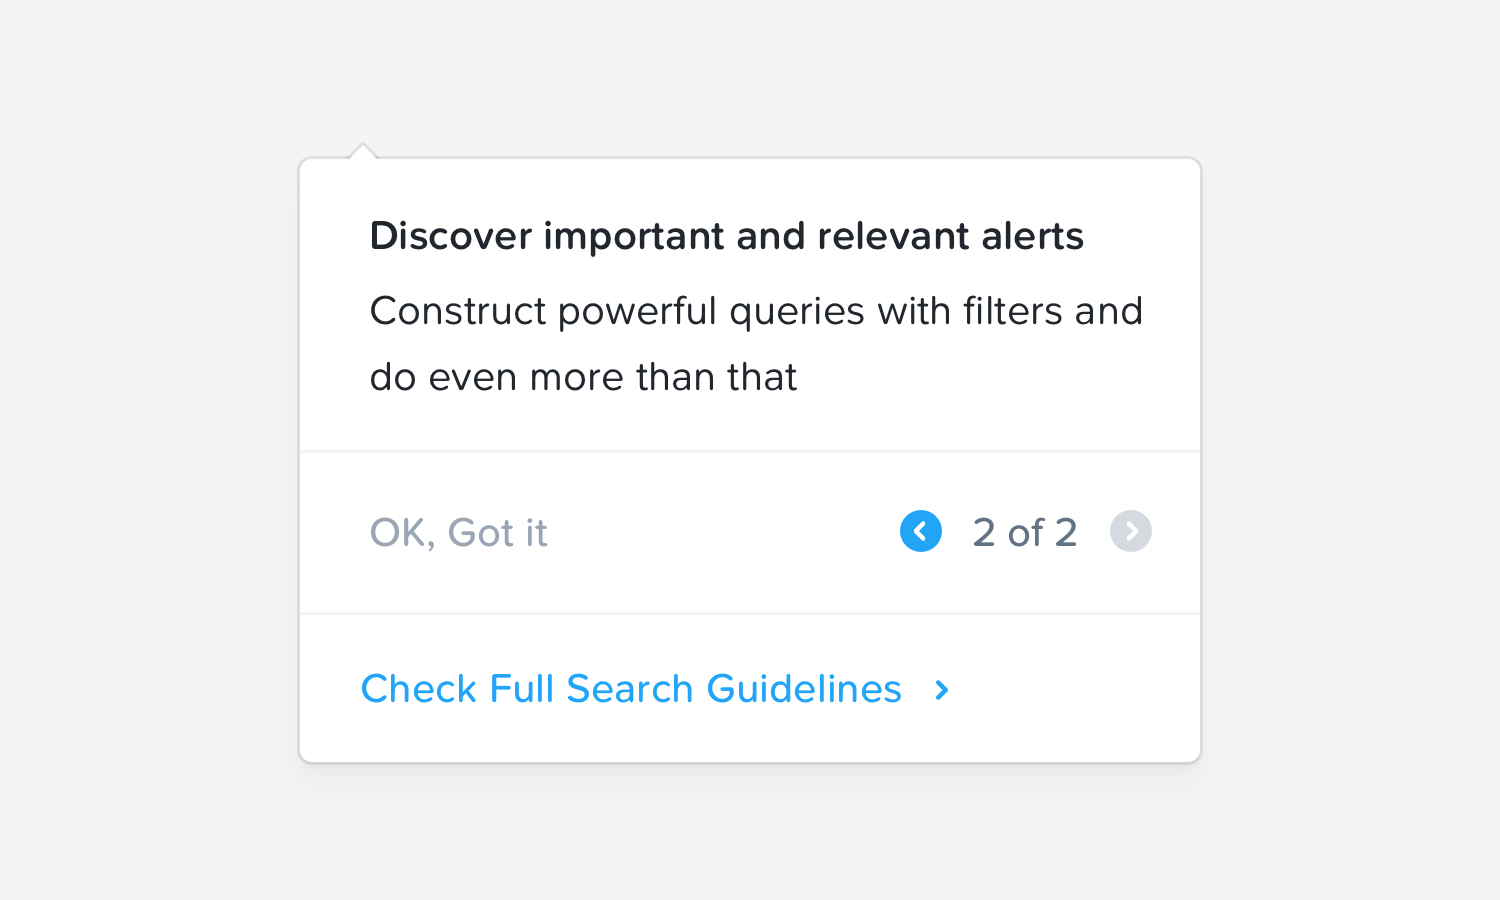 Discover important and relevant alerts
Construct powerful queries with filters and
do even more than that
OK, Got it
2 of 2
Check Full Search Guidelines